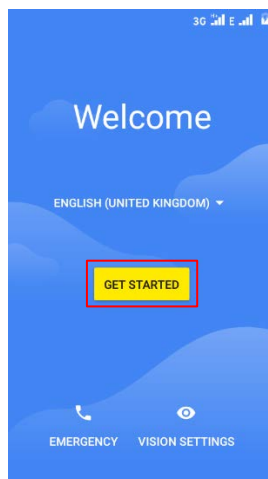 3G E
Welcome
ENGLISH (UNITED KINGDOM)
GET STARTED
EMERGENCY VISION SETTINGS